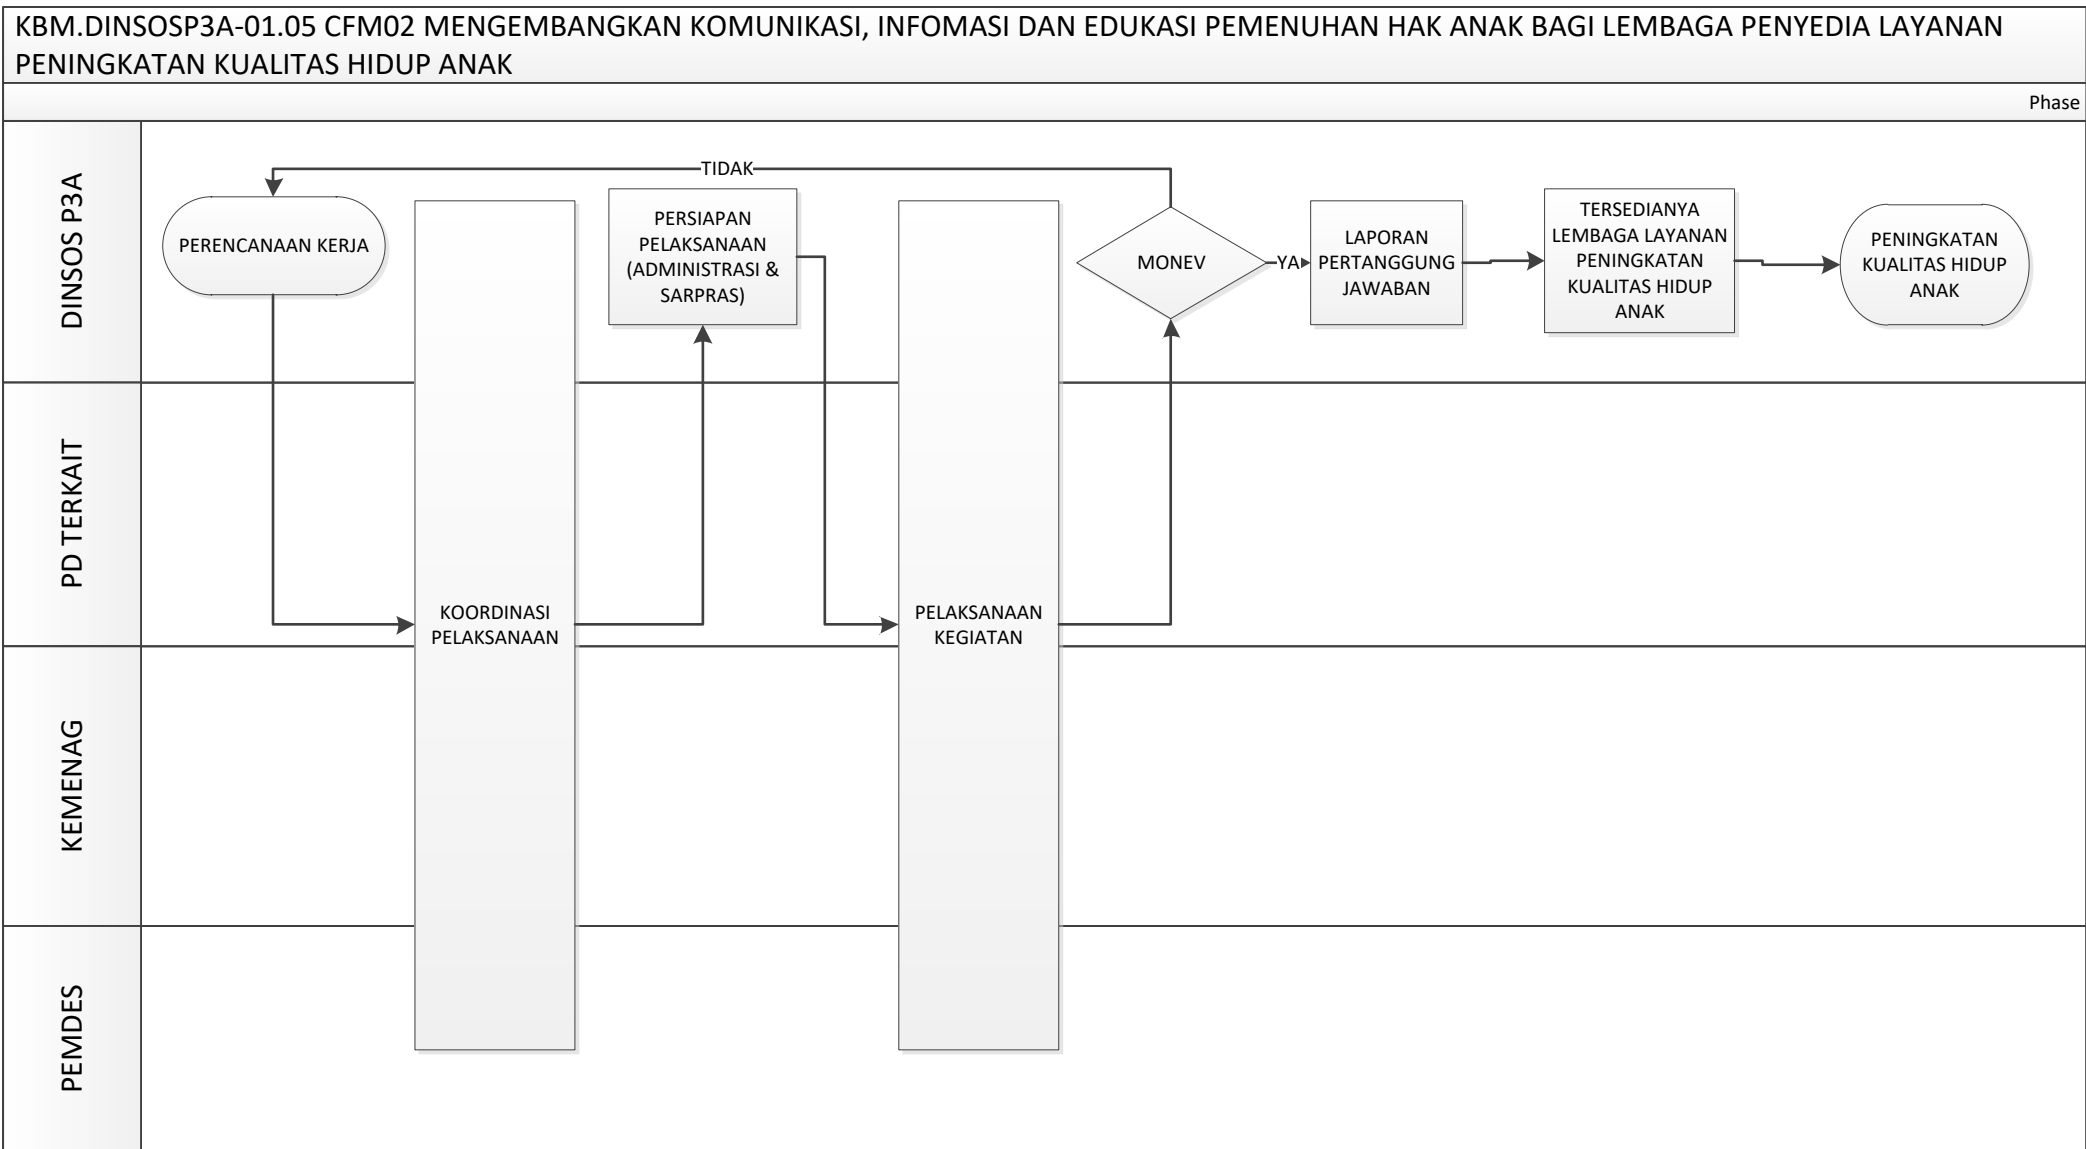 KBM.DINSOSP3A-01.05 CFM02 MENGEMBANGKAN KOMUNIKASI, INFOMASI DAN EDUKASI PEMENUHAN HAK ANAK BAGI LEMBAGA PENYEDIA LAYANAN
PENINGKATAN KUALITAS HIDUP ANAK
Phase
DINSOS P3A
TIDAK
PERENCANAAN KERJA
PERSIAPAN
PELAKSANAAN
(ADMINISTRASI &
SARPRAS)
MONEV
YA
LAPORAN
PERTANGGUNG
JAWABAN
TERSEDIANYA
LEMBAGA LAYANAN
PENINGKATAN
KUALITAS HIDUP
ANAK
PENINGKATAN
KUALITAS HIDUP
ANAK
PD TERKAIT
KOORDINASI
PELAKSANAAN
PELAKSANAAN
KEGIATAN
KEMENAG
PEMDES